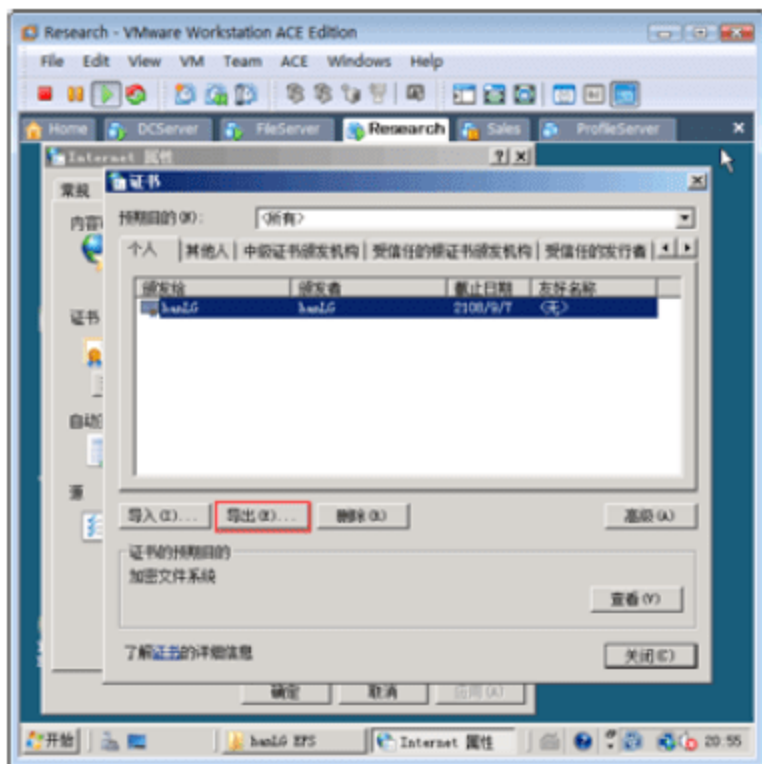 Research - VMware Workstation ACE Edition
File Edit View VM Team ACE Windows Help
Home DCServer FileServer Research Sales ProfileServer
Internet 属性
证书
常规
预期目的(N): <所有>
内容
个人 其他人 中级证书颁发机构 受信任的根证书颁发机构 受信任的发行者
颁发给 颁发者 截止日期 友好名称
hanLG hanLG 2108/9/7 <无>
证书
自动
源
导入(I)... 导出(E)... 删除(R) 高级(A)
证书的预期目的
加密文件系统
查看(V)
了解证书的详细信息
关闭(C)
确定 取消 应用(A)
开始 hanLG EFS Internet 属性 20:55